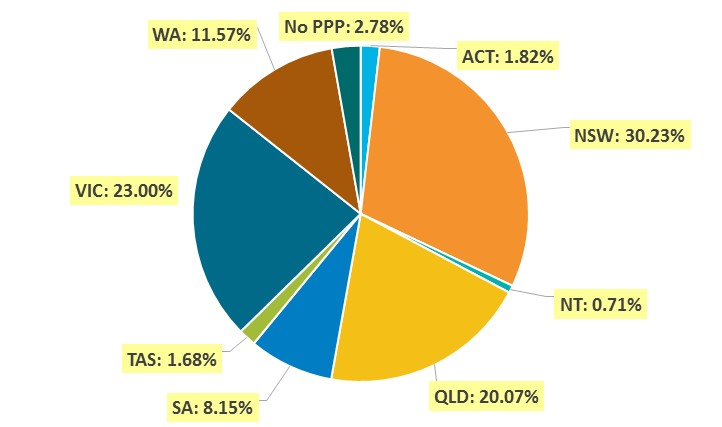 No PPP: 2.78%
WA: 11.57%
ACT: 1.82%
NSW: 30.23%
VIC: 23.00%
NT: 0.71%
TAS: 1.68%
QLD: 20.07%
SA: 8.15%